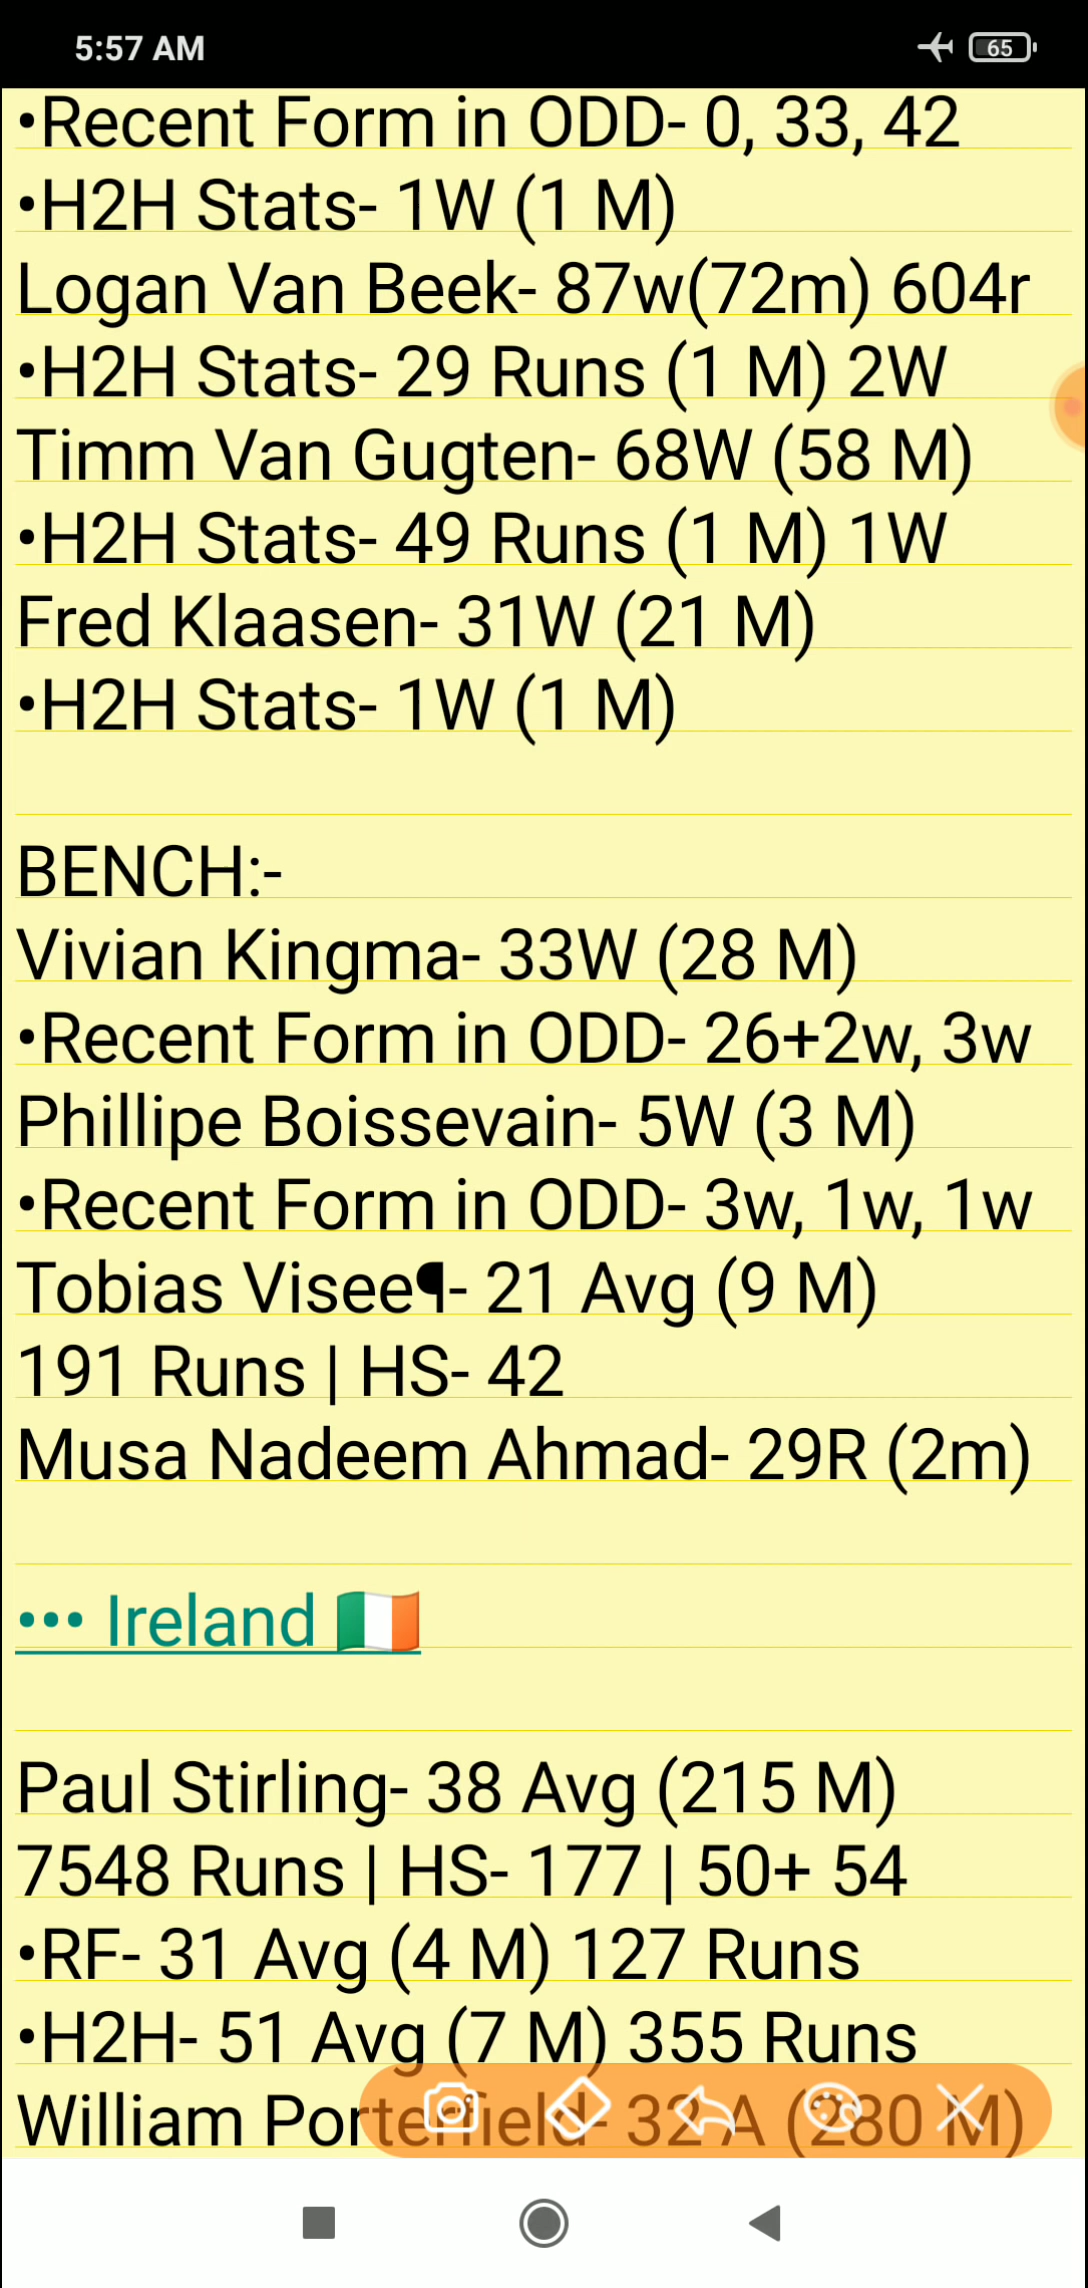 5:57 AM
65
•Recent Form in ODD- 0, 33, 42
•H2H Stats- 1W (1 M)
Logan Van Beek- 87w(72m) 604r
•H2H Stats- 29 Runs (1 M) 2W
Timm Van Gugten- 68W (58 M)
•H2H Stats- 49 Runs (1 M) 1W
Fred Klaasen- 31W (21 M)
•H2H Stats- 1W (1 M)
BENCH:-
Vivian Kingma- 33W (28 M)
•Recent Form in ODD- 26+2w, 3w
Phillipe Boissevain- 5W (3 M)
•Recent Form in ODD- 3w, 1w, 1w
Tobias Visee¶- 21 Avg (9 M)
191 Runs | HS- 42
Musa Nadeem Ahmad- 29R (2m)
••• Ireland 🇮🇪
Paul Stirling- 38 Avg (215 M)
7548 Runs | HS- 177 | 50+ 54
•RF- 31 Avg (4 M) 127 Runs
•H2H- 51 Avg (7 M) 355 Runs
William Porterfield- 32 A (280 M)